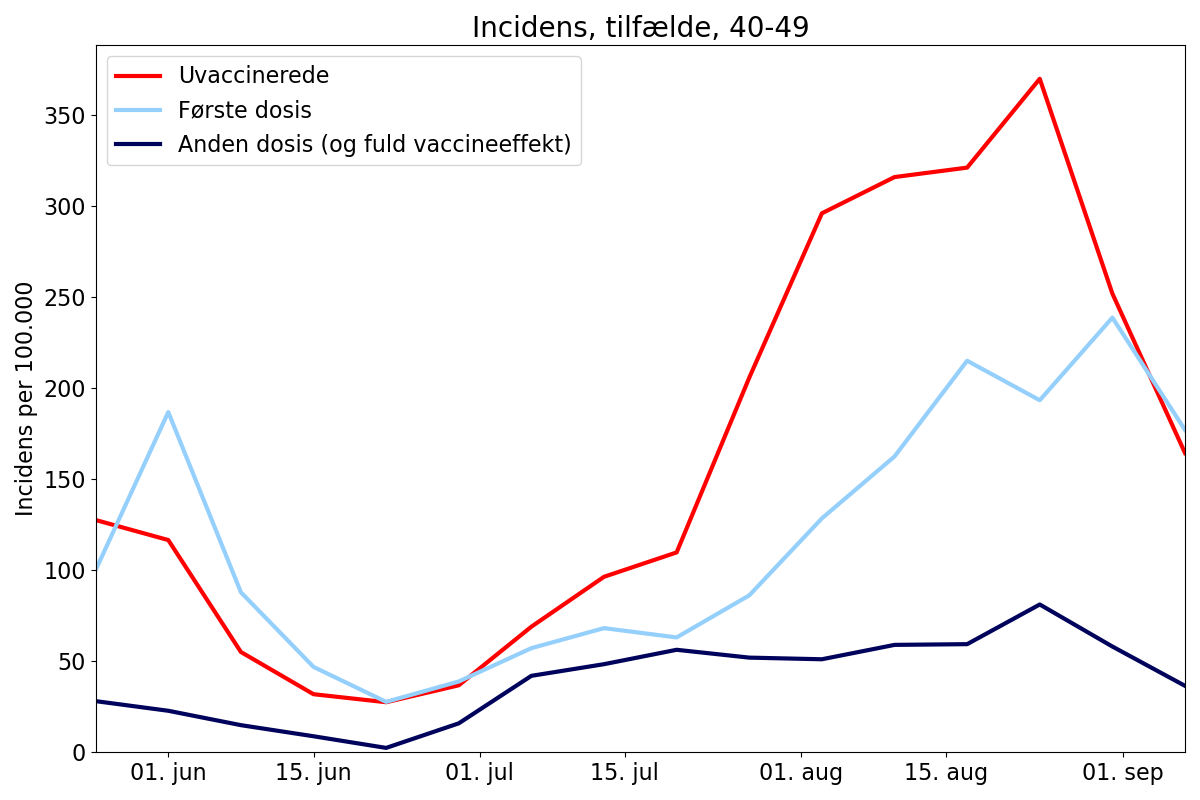 Incidens, tilfælde, 40-49
Uvaccinerede
Første dosis
Anden dosis (og fuld vaccineeffekt)
Incidens per 100.000
350
300
250
200
150
100
50
0
01. jun 15. jun 01. jul 15. jul 01. aug 15. aug 01. sep